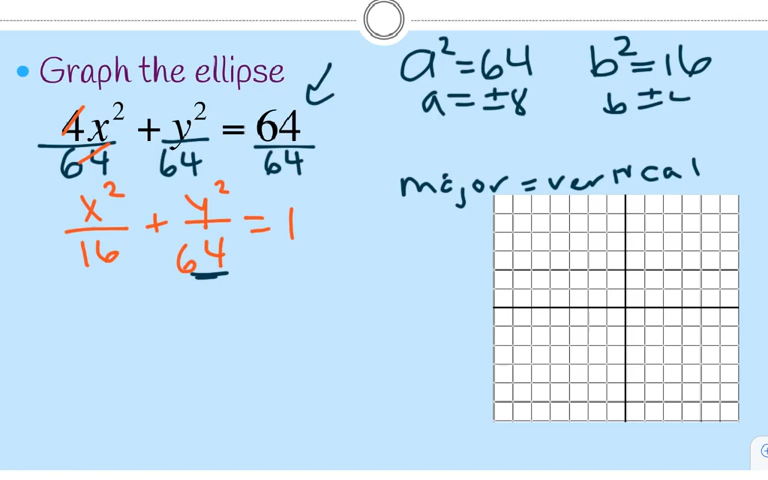 • Graph the ellipse
4x² + y² = 64
64 64 64
x² + y² = 1
16 64
a² = 64 b² = 16
a = ±8 b ±4
major = vertical